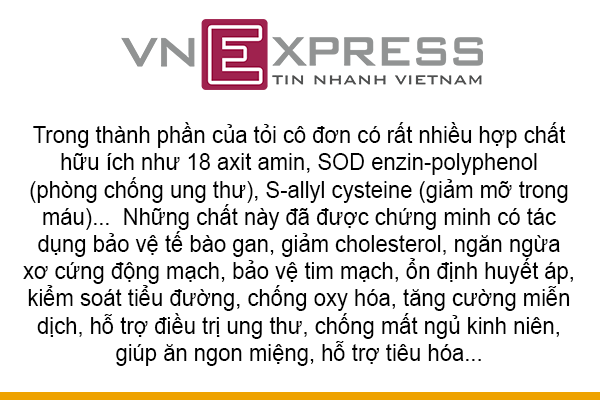 VNEXPRESS
TIN NHANH VIETNAM
Trong thành phần của tỏi cô đơn có rất nhiều hợp chất
hữu ích như 18 axit amin, SOD enzin-polyphenol
(phòng chống ung thư), S-allyl cysteine (giảm mỡ trong
máu)...  Những chất này đã được chứng minh có tác
dụng bảo vệ tế bào gan, giảm cholesterol, ngăn ngừa
xơ cứng động mạch, bảo vệ tim mạch, ổn định huyết áp,
kiểm soát tiểu đường, chống oxy hóa, tăng cường miễn
dịch, hỗ trợ điều trị ung thư, chống mất ngủ kinh niên,
giúp ăn ngon miệng, hỗ trợ tiêu hóa...